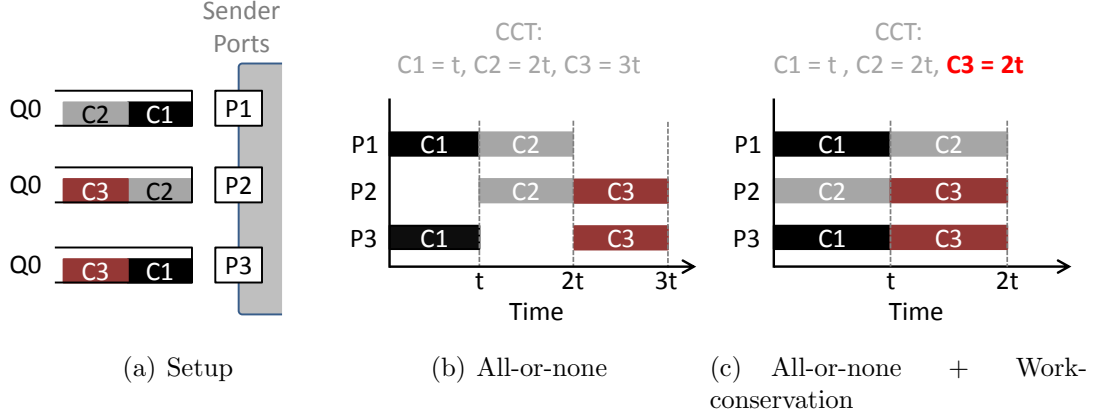 Sender
Ports
Q0 C2 C1 P1
Q0 C3 C2 P2
Q0 C3 C1 P3
(a) Setup
CCT:
C1 = t, C2 = 2t, C3 = 3t
P1 C1 C2
P2 C2 C3
P3 C1 C3
t 2t 3t
Time
(b) All-or-none
CCT:
C1 = t , C2 = 2t, C3 = 2t
P1 C1 C2
P2 C2 C3
P3 C1 C3
t 2t
Time
(c) All-or-none + Work-
conservation